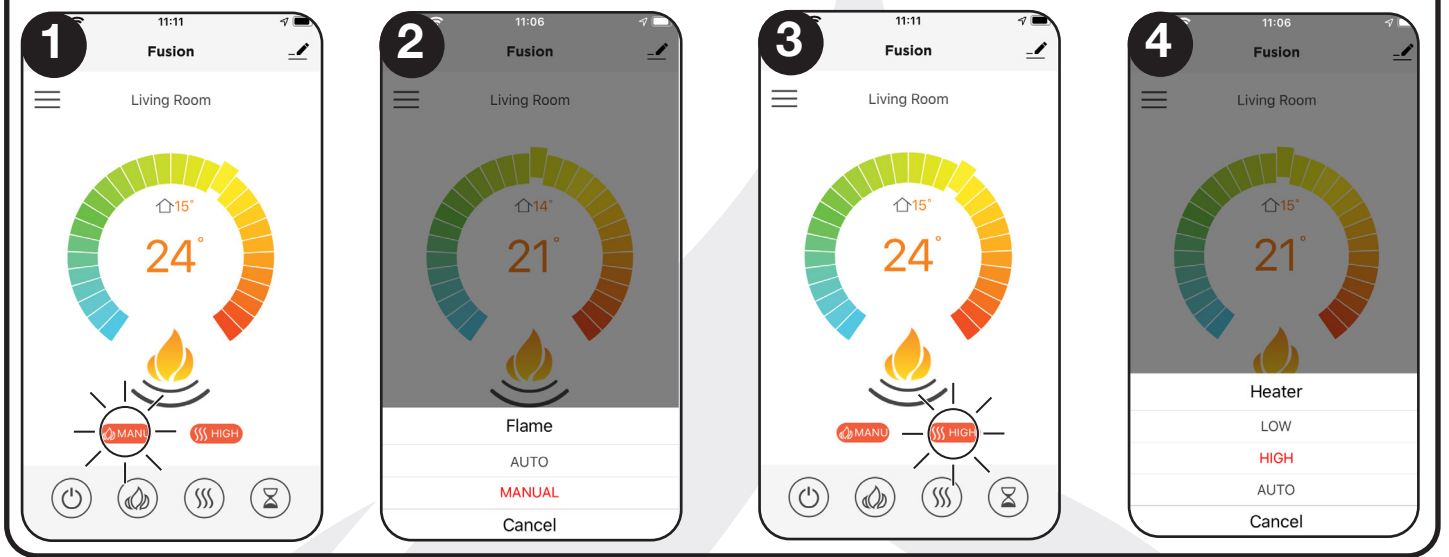 1
11:11
Fusion
Living Room
15°
24°
MANU
HIGH
2
11:06
Fusion
Living Room
14°
21°
Flame
AUTO
MANUAL
Cancel
3
11:11
Fusion
Living Room
15°
24°
MANU
HIGH
4
11:06
Fusion
Living Room
15°
21°
Heater
LOW
HIGH
AUTO
Cancel